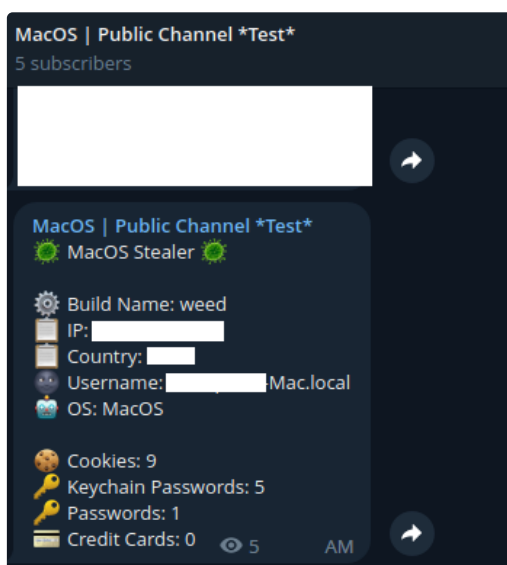 MacOS | Public Channel *Test*
5 subscribers
MacOS | Public Channel *Test*
MacOS Stealer
Build Name: weed
IP:
Country:
Username: -Mac.local
OS: MacOS
Cookies: 9
Keychain Passwords: 5
Passwords: 1
Credit Cards: 0 5 AM